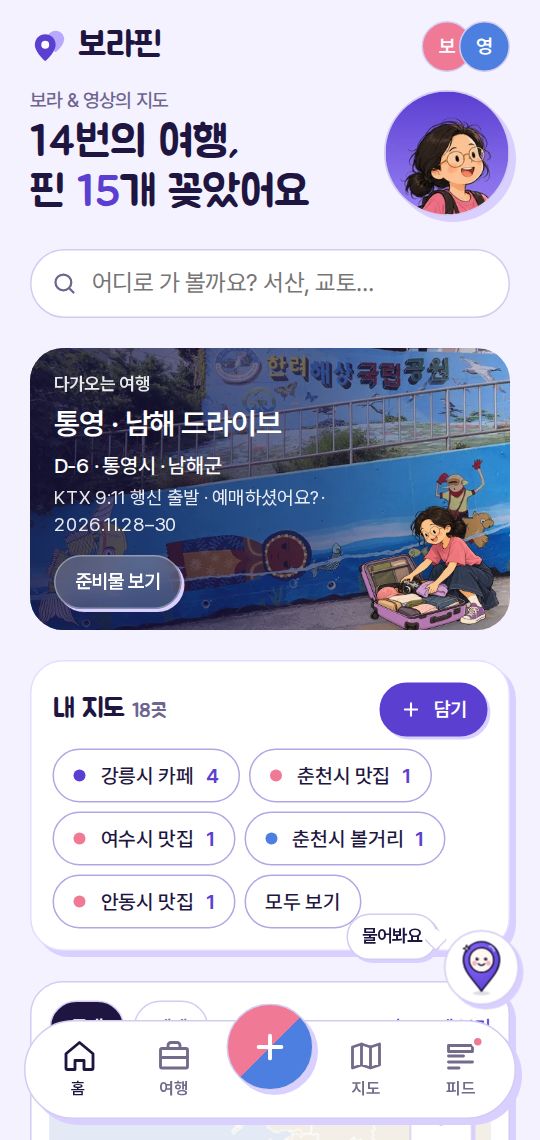 보라핀
보 영
보라 & 영상의 지도
14번의 여행,
핀 15개 꽂았어요
어디로 가 볼까요? 서산, 교토...
한려해상국립공원
다가오는 여행
통영 · 남해 드라이브
D-6 · 통영시 · 남해군
KTX 9:11 행신 출발 · 예매하셨어요? ·
2026.11.28–30
준비물 보기
내 지도 18곳
+ 담기
강릉시 카페 4
춘천시 맛집 1
여수시 맛집 1
춘천시 볼거리 1
안동시 맛집 1
모두 보기
물어봐요
홈
여행
지도
피드